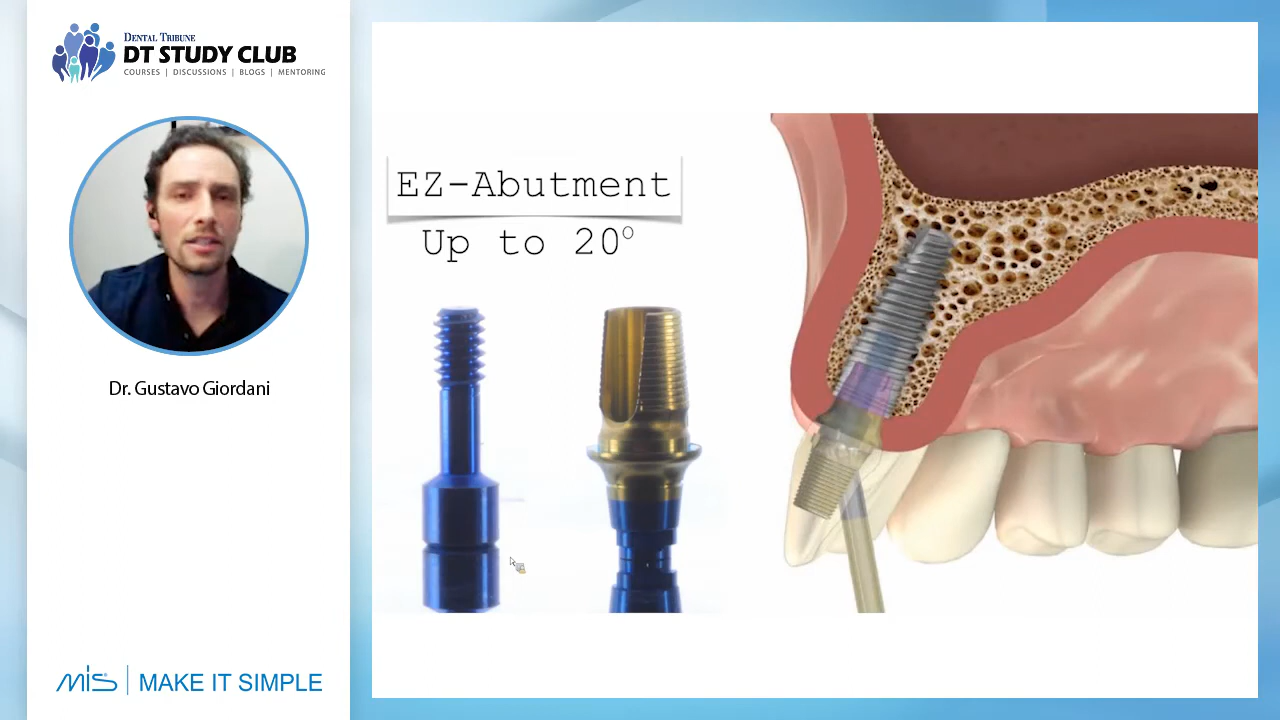 DENTAL TRIBUNE
DT STUDY CLUB
COURSES | DISCUSSIONS | BLOGS | MENTORING
Dr. Gustavo Giordani
mis | MAKE IT SIMPLE
EZ-Abutment
Up to 20º